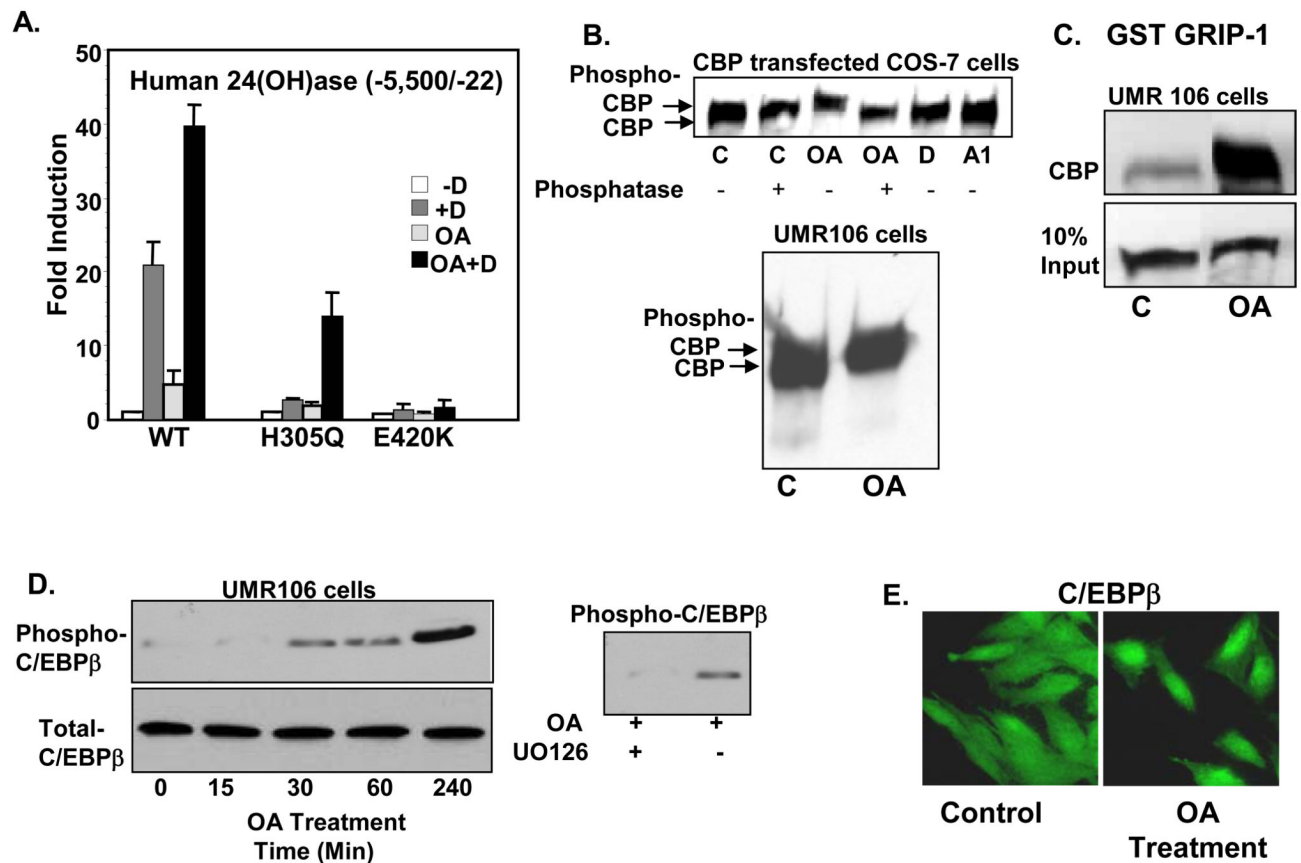 A.
Human 24(OH)ase (-5,500/-22)
Fold Induction
50
40
30
20
10
0
-D
+D
OA
OA+D
WT H305Q E420K
B.
CBP transfected COS-7 cells
Phospho-
CBP
CBP
C C OA OA D A1
Phosphatase - + - + - -
UMR106 cells
Phospho-
CBP
CBP
C OA
C. GST GRIP-1
UMR 106 cells
CBP
10%
Input
C OA
D.
UMR106 cells
Phospho-
C/EBPβ
Total-
C/EBPβ
0 15 30 60 240
OA Treatment
Time (Min)
Phospho-C/EBPβ
OA + +
UO126 + -
E.
C/EBPβ
Control
OA
Treatment